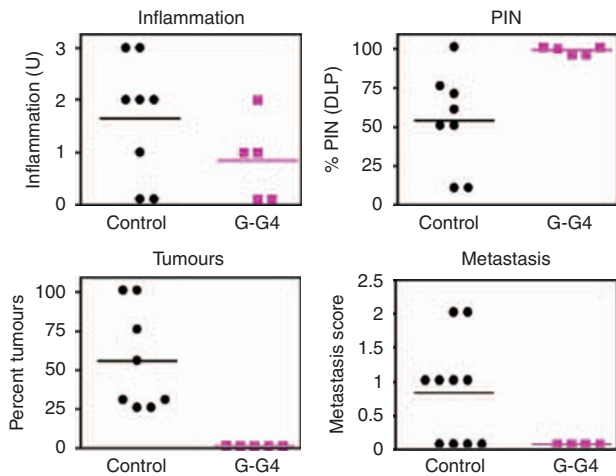 Inflammation
Inflammation (U)
3
2
1
0
Control
G-G4
PIN
% PIN (DLP)
100
75
50
25
0
Control
G-G4
Tumours
Percent tumours
100
75
50
25
0
Control
G-G4
Metastasis
Metastasis score
2.5
2
1.5
1
0.5
0
Control
G-G4